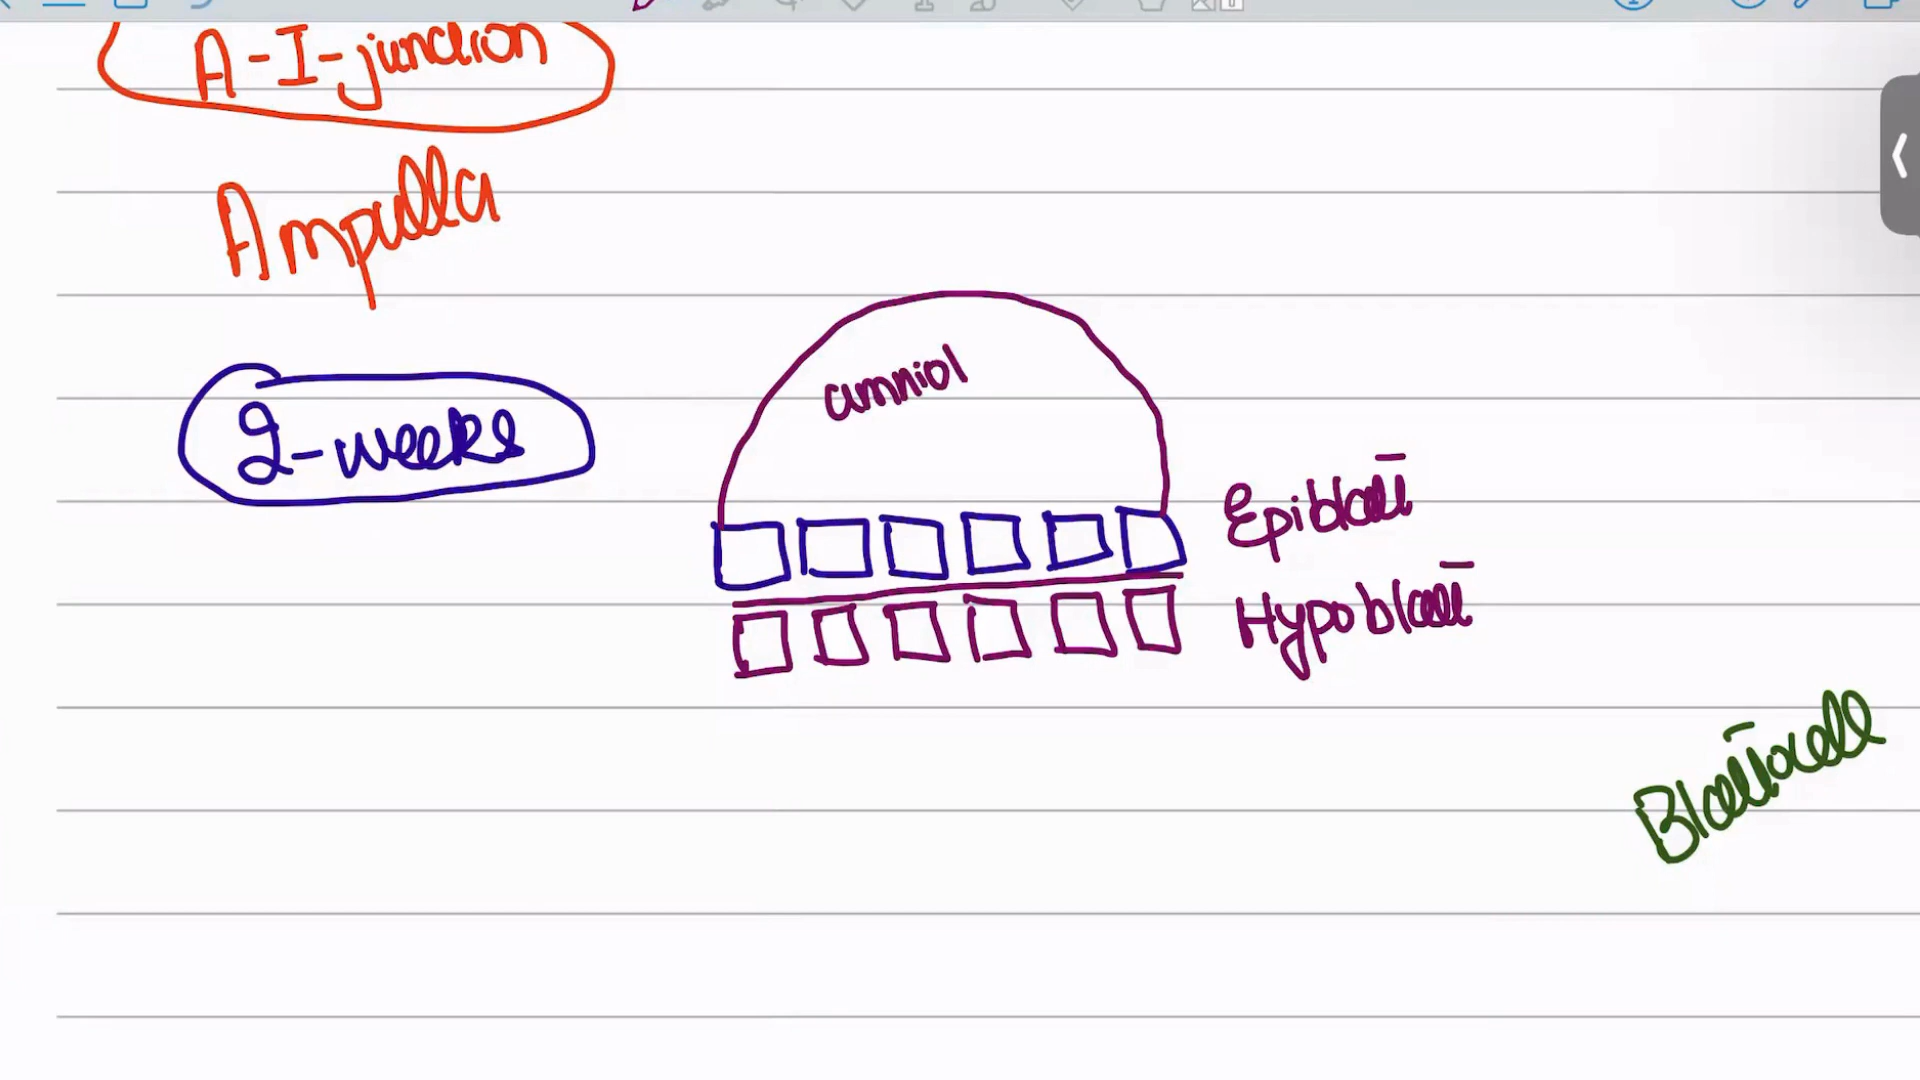 A-I-junction
Ampulla
2-weeks
amniol
Epiblast
Hypoblast
Blastocell